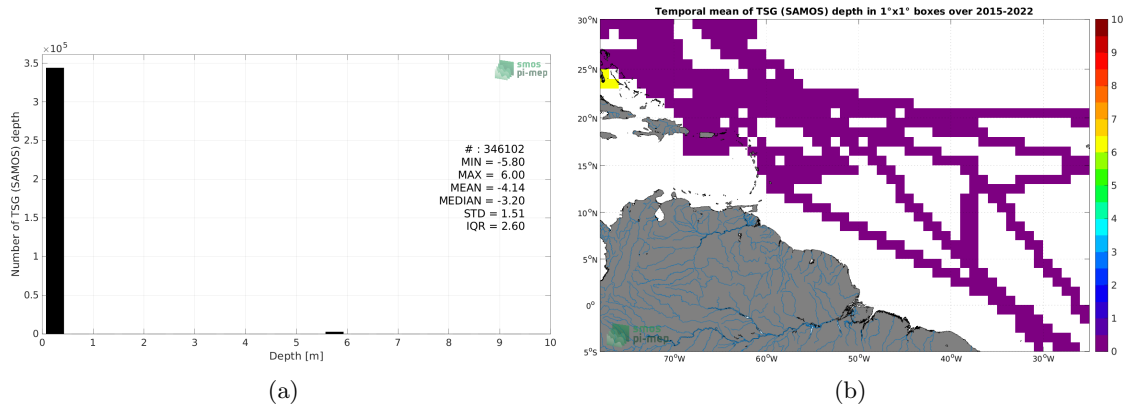 ×10⁵
3.5
3
2.5
2
1.5
1
0.5
0
0 1 2 3 4 5 6 7 8 9 10
Number of TSG (SAMOS) depth
Depth [m]
smos
pi-mep
# : 346102
MIN = -5.80
MAX = 6.00
MEAN = -4.14
MEDIAN = -3.20
STD = 1.51
IQR = 2.60
(a)
Temporal mean of TSG (SAMOS) depth in 1°x1° boxes over 2015-2022
30°N
25°N
20°N
15°N
10°N
5°N
0°
5°S
70°W 60°W 50°W 40°W 30°W
smos
pi-mep
10
9
8
7
6
5
4
3
2
1
0
(b)